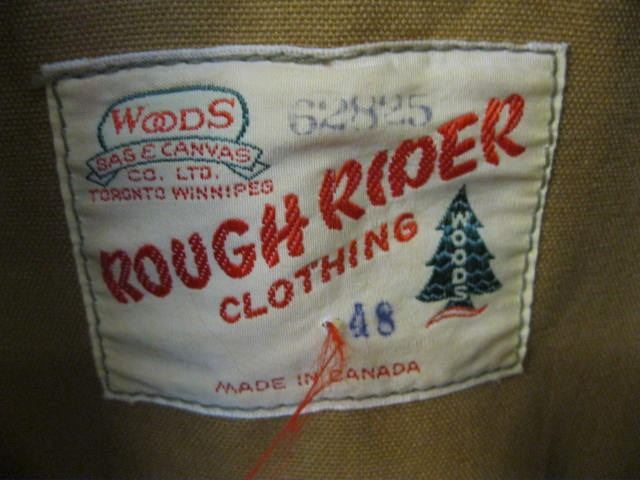 WOODS
BAG & CANVAS
CO. LTD.
TORONTO WINNIPEG
62825
ROUGH RIDER
CLOTHING
WOODS
48
MADE IN CANADA